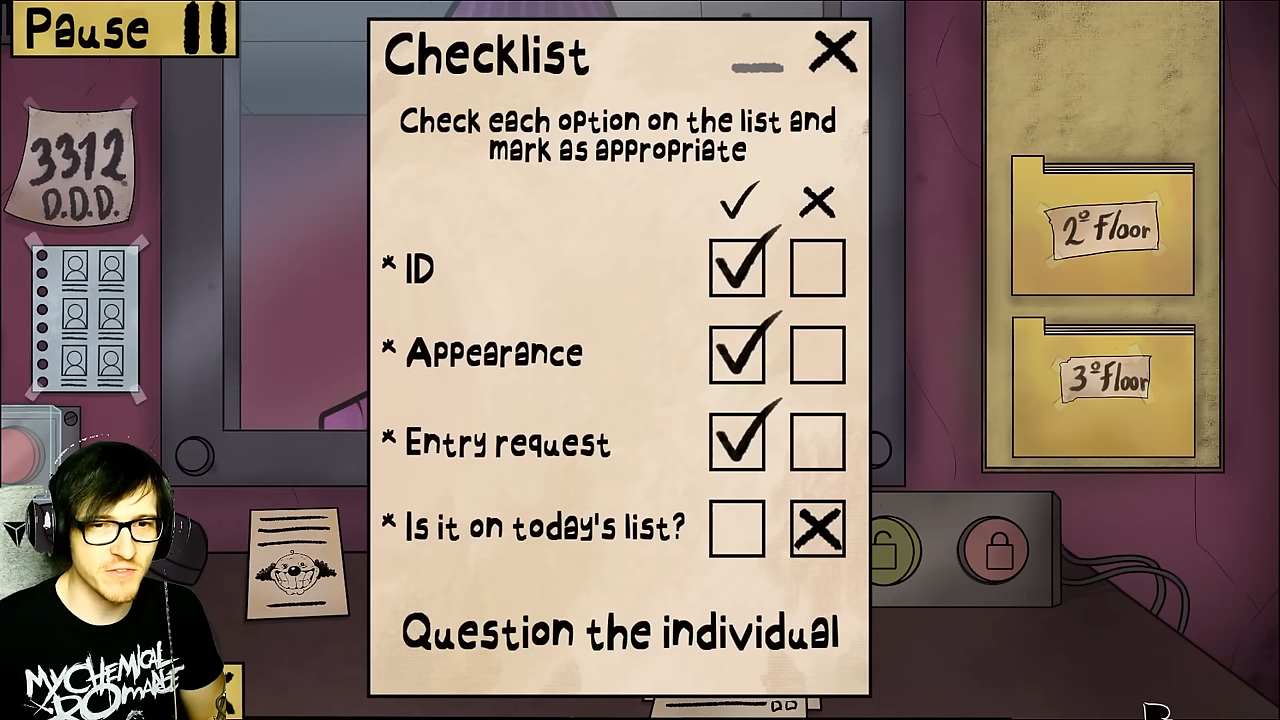 Pause
Checklist
Check each option on the list and
mark as appropriate
* ID
* Appearance
* Entry request
* Is it on today's list?
Question the individual
3312
D.D.D.
2º Floor
3º Floor
MY CHEMICAL
ROMANCE